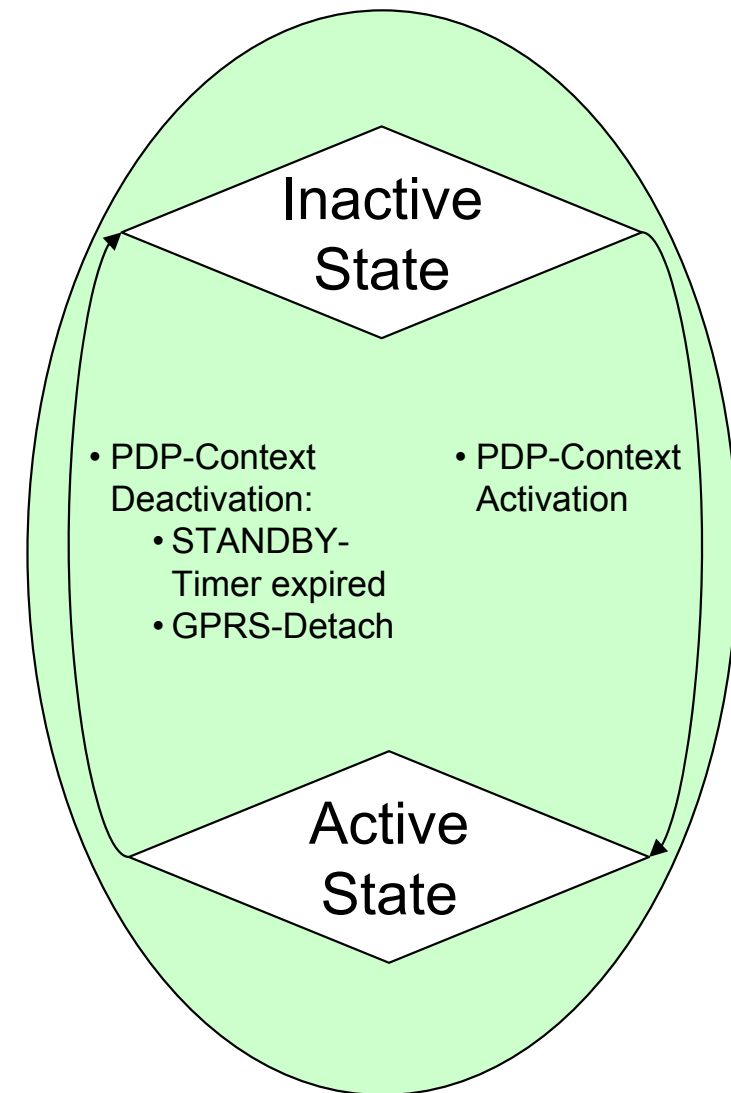 Inactive
State
• PDP-Context
Deactivation:
• STANDBY-
Timer expired
• GPRS-Detach
• PDP-Context
Activation
Active
State